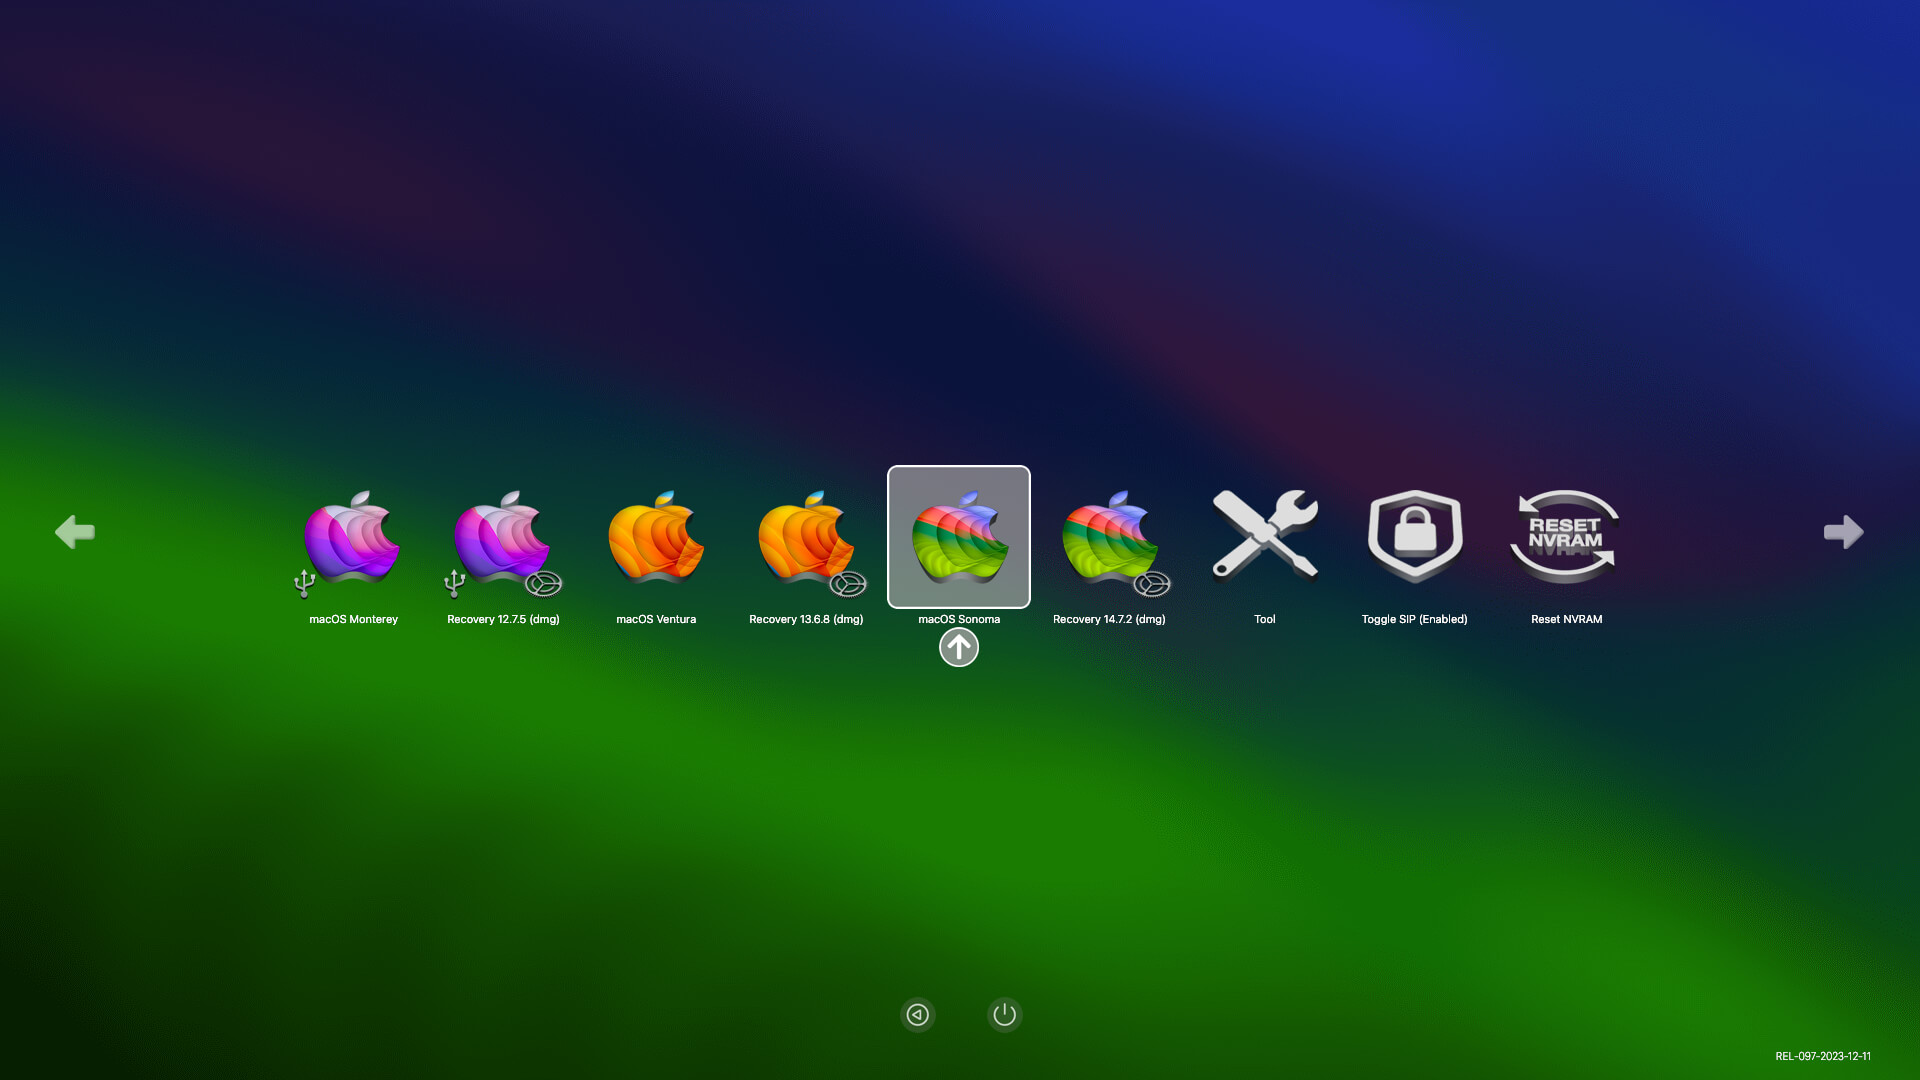 RESET
NVRAM
macOS Monterey
Recovery 12.7.5 (dmg)
macOS Ventura
Recovery 13.6.8 (dmg)
macOS Sonoma
Recovery 14.7.2 (dmg)
Tool
Toggle SIP (Enabled)
Reset NVRAM
REL-097-2023-12-11